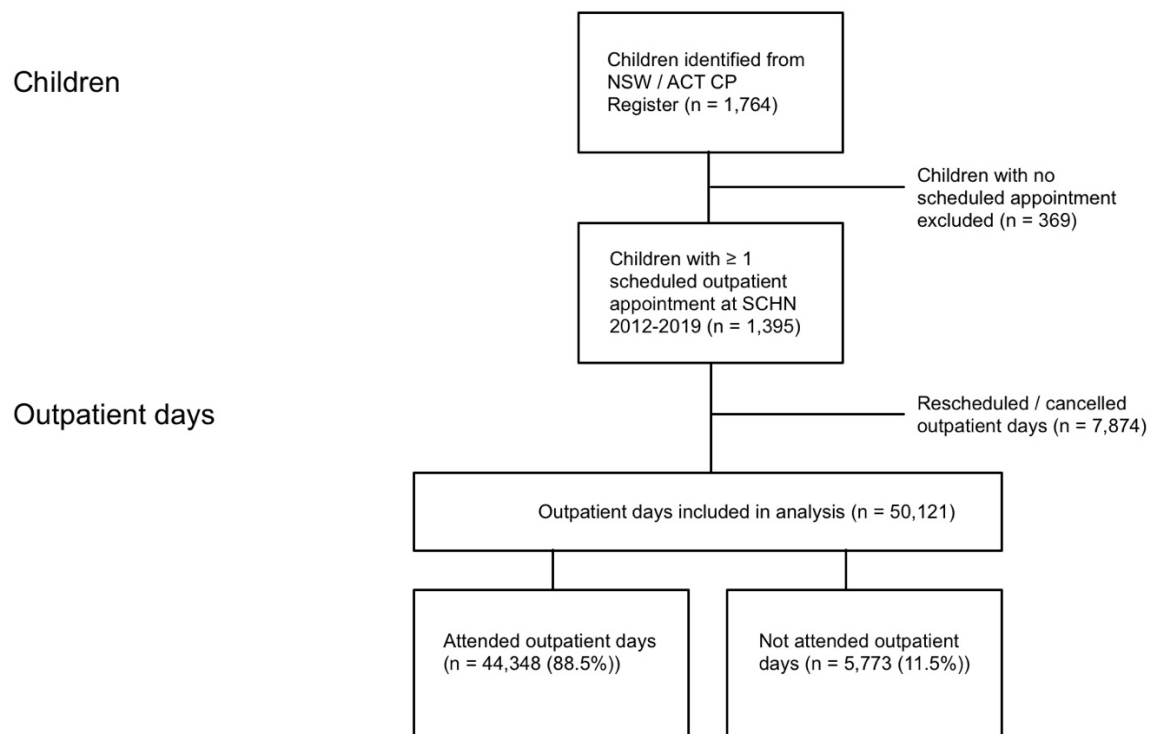 Children
Children identified from
NSW / ACT CP
Register (n = 1,764)
Children with no
scheduled appointment
excluded (n = 369)
Children with ≥ 1
scheduled outpatient
appointment at SCHN
2012-2019 (n = 1,395)
Outpatient days
Rescheduled / cancelled
outpatient days (n = 7,874)
Outpatient days included in analysis (n = 50,121)
Attended outpatient days
(n = 44,348 (88.5%))
Not attended outpatient
days (n = 5,773 (11.5%))